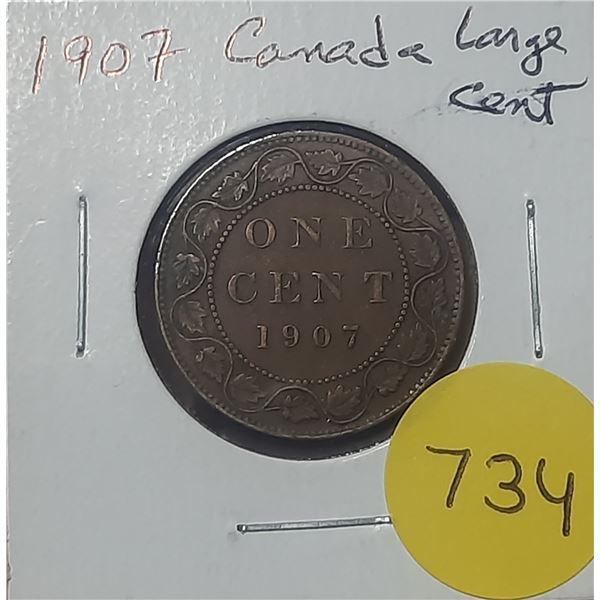 1907 Canada Large
cent
ONE
CENT
1907
734